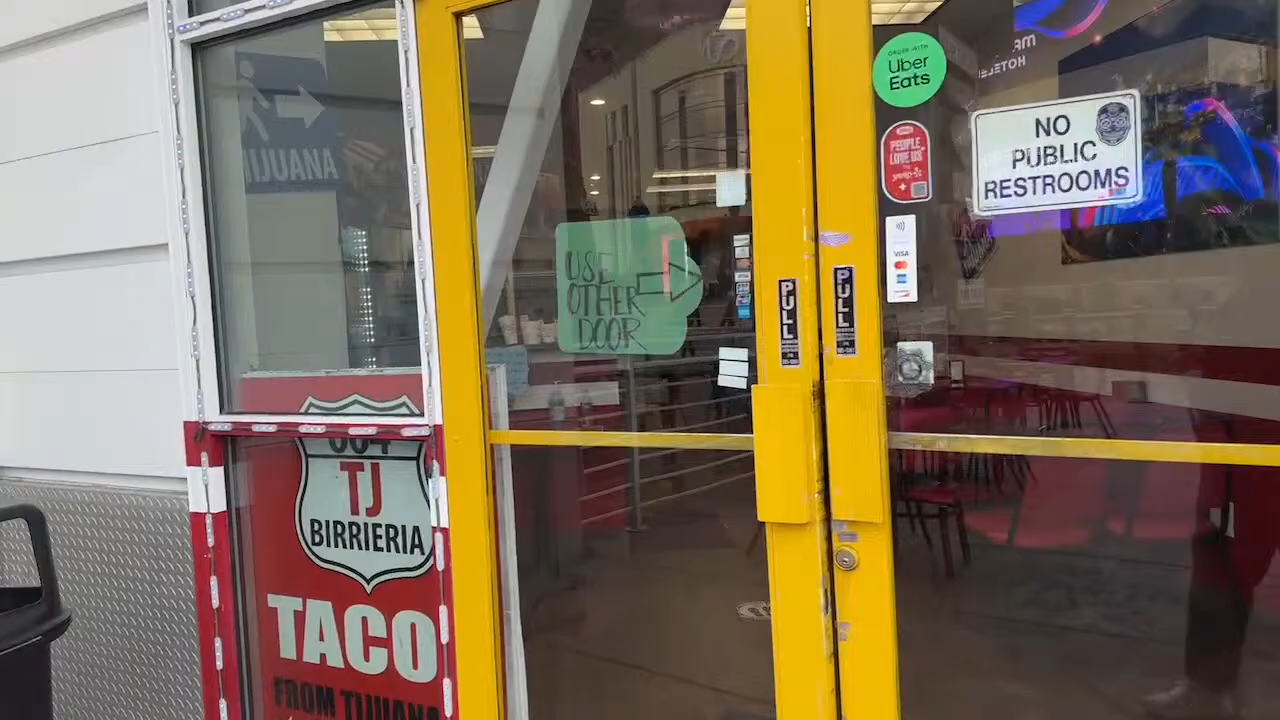 TIJUANA
664
TJ
BIRRIERIA
TACO
FROM TIJUANA
USE
OTHER
DOOR
PULL
PULL
ORDER WITH
Uber
Eats
PEOPLE
LOVE US
VISA
NO
PUBLIC
RESTROOMS